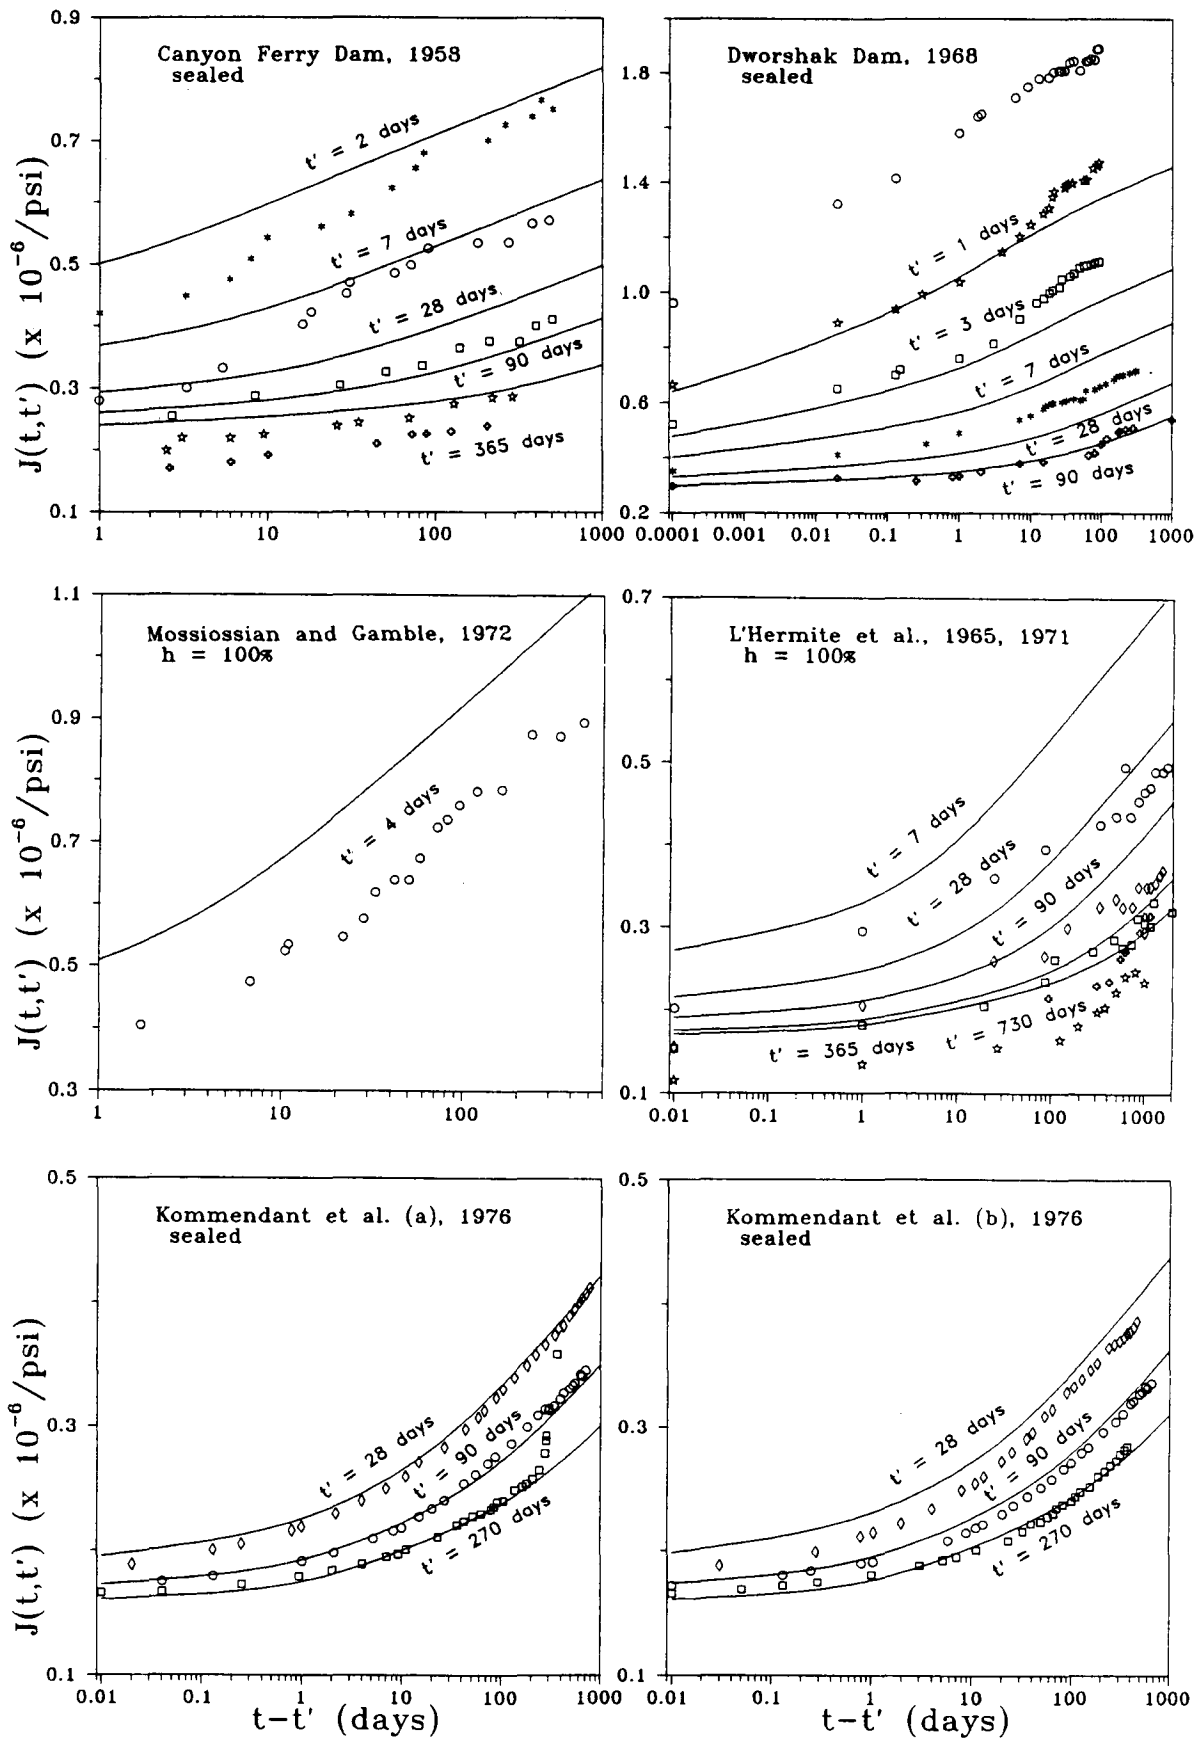 Canyon Ferry Dam, 1958
sealed
J(t,t') (x 10⁻⁶/psi)
0.9
0.7
0.5
0.3
0.1
t' = 2 days
t' = 7 days
t' = 28 days
t' = 90 days
t' = 365 days
1 10 100 1000
Dworshak Dam, 1968
sealed
1.8
1.4
1.0
0.6
0.2
t' = 1 days
t' = 3 days
t' = 7 days
t' = 28 days
t' = 90 days
0.0001 0.001 0.01 0.1 1 10 100 1000
Mossiossian and Gamble, 1972
h = 100%
J(t,t') (x 10⁻⁶/psi)
1.1
0.9
0.7
0.5
0.3
t' = 4 days
1 10 100
L'Hermite et al., 1965, 1971
h = 100%
0.7
0.5
0.3
0.1
t' = 7 days
t' = 28 days
t' = 90 days
t' = 365 days
t' = 730 days
0.01 0.1 1 10 100 1000
Kommendant et al. (a), 1976
sealed
J(t,t') (x 10⁻⁶/psi)
0.5
0.3
0.1
t' = 28 days
t' = 90 days
t' = 270 days
0.01 0.1 1 10 100 1000
t-t' (days)
Kommendant et al. (b), 1976
sealed
0.5
0.3
0.1
t' = 28 days
t' = 90 days
t' = 270 days
0.01 0.1 1 10 100 1000
t-t' (days)